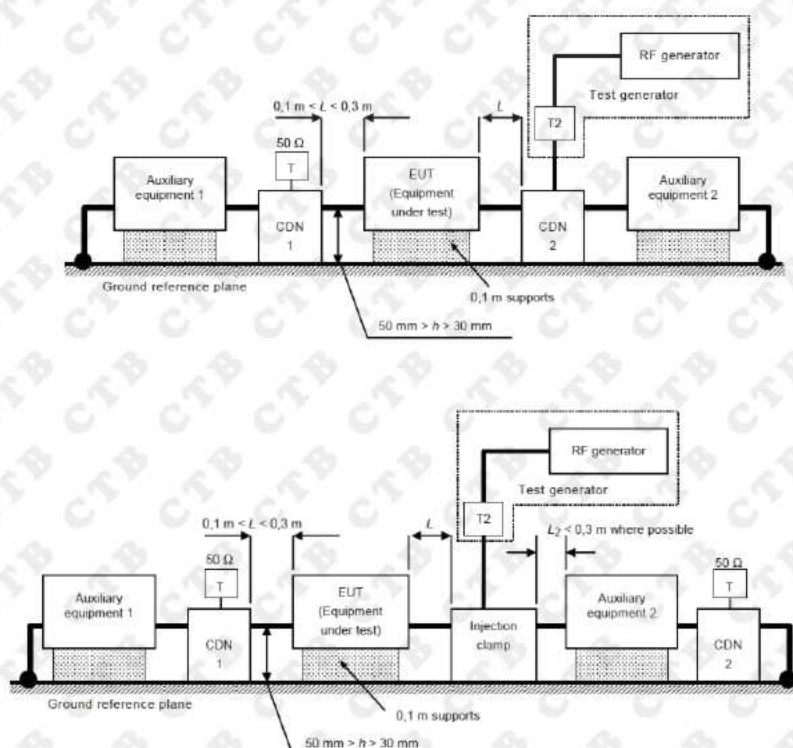 RF generator
Test generator
T2
0,1 m < L < 0,3 m
L
50 Ω
T
Auxiliary
equipment 1
CDN
1
EUT
(Equipment
under test)
CDN
2
Auxiliary
equipment 2
Ground reference plane
0,1 m supports
50 mm > h > 30 mm
RF generator
Test generator
T2
0,1 m < L < 0,3 m
L
L2 < 0,3 m where possible
50 Ω
T
50 Ω
T
Auxiliary
equipment 1
CDN
1
EUT
(Equipment
under test)
Injection
clamp
Auxiliary
equipment 2
CDN
2
Ground reference plane
0,1 m supports
50 mm > h > 30 mm
CTB